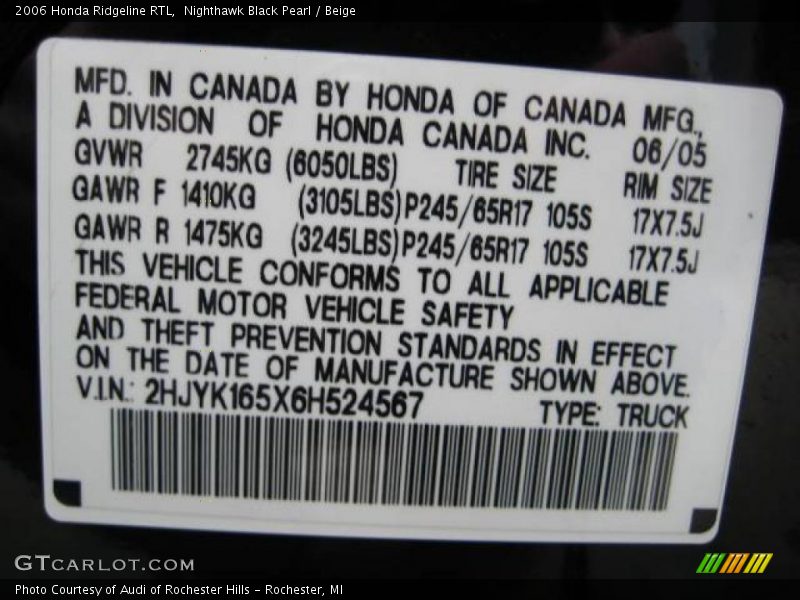 2006 Honda Ridgeline RTL,  Nighthawk Black Pearl / Beige
MFD. IN CANADA BY HONDA OF CANADA MFG.,
A DIVISION OF HONDA CANADA INC. 06/05
GVWR 2745KG (6050LBS) TIRE SIZE RIM SIZE
GAWR F 1410KG (3105LBS) P245/65R17 105S 17X7.5J
GAWR R 1475KG (3245LBS) P245/65R17 105S 17X7.5J
THIS VEHICLE CONFORMS TO ALL APPLICABLE
FEDERAL MOTOR VEHICLE SAFETY
AND THEFT PREVENTION STANDARDS IN EFFECT
ON THE DATE OF MANUFACTURE SHOWN ABOVE.
V.I.N.: 2HJYK165X6H524567 TYPE: TRUCK
GTCARLOT.COM
Photo Courtesy of Audi of Rochester Hills - Rochester, MI